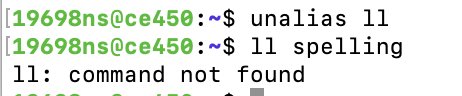 [19698ns@ce450:~$ unalias ll
[19698ns@ce450:~$ ll spelling
ll: command not found